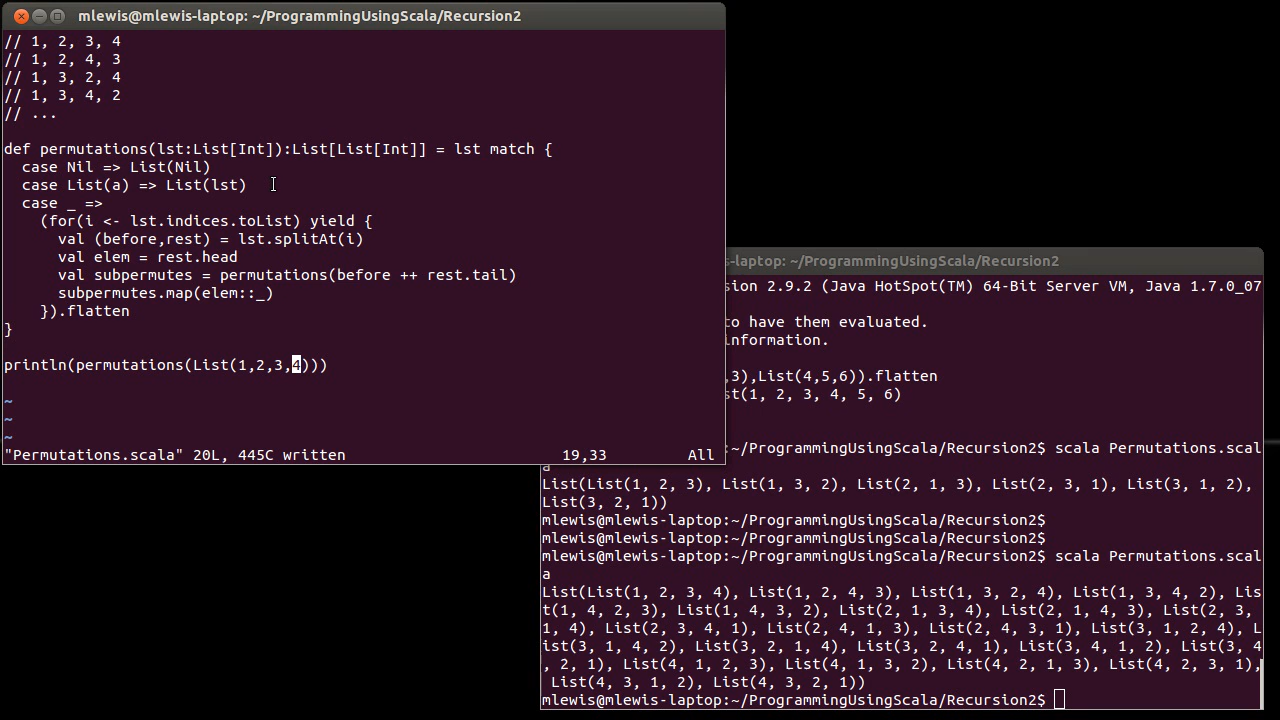 mlewis@mlewis-laptop: ~/ProgrammingUsingScala/Recursion2
// 1, 2, 3, 4
// 1, 2, 4, 3
// 1, 3, 2, 4
// 1, 3, 4, 2
// ...
def permutations(lst:List[Int]):List[List[Int]] = lst match {
  case Nil => List(Nil)
  case List(a) => List(lst)
  case _ =>
    (for(i <- lst.indices.toList) yield {
      val (before,rest) = lst.splitAt(i)
      val elem = rest.head
      val subpermutes = permutations(before ++ rest.tail)
      subpermutes.map(elem::_)
    }).flatten
}
println(permutations(List(1,2,3,4)))
~
~
~
"Permutations.scala" 20L, 445C written 19,33 All
-laptop: ~/ProgrammingUsingScala/Recursion2
sion 2.9.2 (Java HotSpot(TM) 64-Bit Server VM, Java 1.7.0_07
to have them evaluated.
information.
,3),List(4,5,6)).flatten
st(1, 2, 3, 4, 5, 6)
:~/ProgrammingUsingScala/Recursion2$ scala Permutations.scal
a
List(List(1, 2, 3), List(1, 3, 2), List(2, 1, 3), List(2, 3, 1), List(3, 1, 2),
List(3, 2, 1))
mlewis@mlewis-laptop:~/ProgrammingUsingScala/Recursion2$
mlewis@mlewis-laptop:~/ProgrammingUsingScala/Recursion2$
mlewis@mlewis-laptop:~/ProgrammingUsingScala/Recursion2$ scala Permutations.scal
a
List(List(1, 2, 3, 4), List(1, 2, 4, 3), List(1, 3, 2, 4), List(1, 3, 4, 2), Lis
t(1, 4, 2, 3), List(1, 4, 3, 2), List(2, 1, 3, 4), List(2, 1, 4, 3), List(2, 3,
1, 4), List(2, 3, 4, 1), List(2, 4, 1, 3), List(2, 4, 3, 1), List(3, 1, 2, 4), L
ist(3, 1, 4, 2), List(3, 2, 1, 4), List(3, 2, 4, 1), List(3, 4, 1, 2), List(3, 4
, 2, 1), List(4, 1, 2, 3), List(4, 1, 3, 2), List(4, 2, 1, 3), List(4, 2, 3, 1),
 List(4, 3, 1, 2), List(4, 3, 2, 1))
mlewis@mlewis-laptop:~/ProgrammingUsingScala/Recursion2$